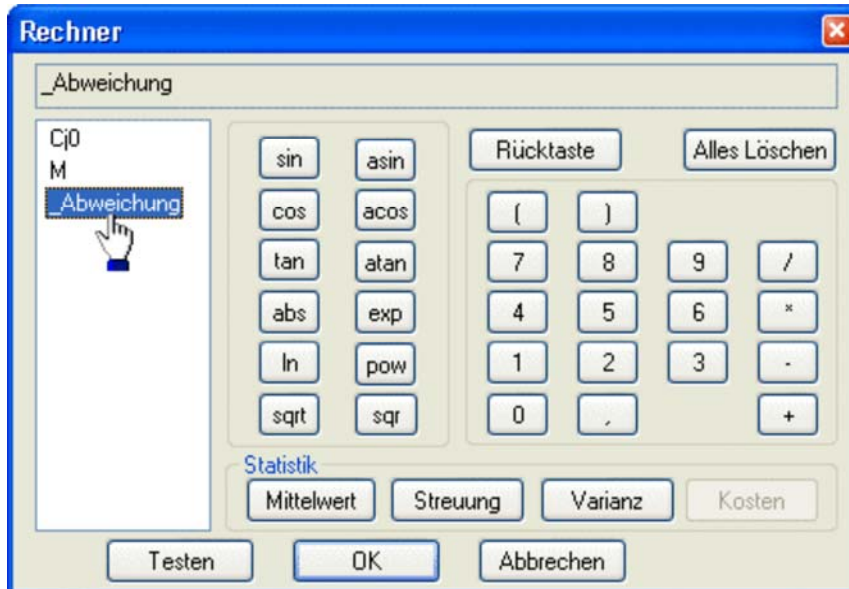 Rechner
_Abweichung
Cj0
M
_Abweichung
sin asin
cos acos
tan atan
abs exp
ln pow
sqrt sqr
Rücktaste Alles Löschen
( )
7 8 9 /
4 5 6 *
1 2 3 -
0 , +
Statistik
Mittelwert Streuung Varianz Kosten
Testen OK Abbrechen